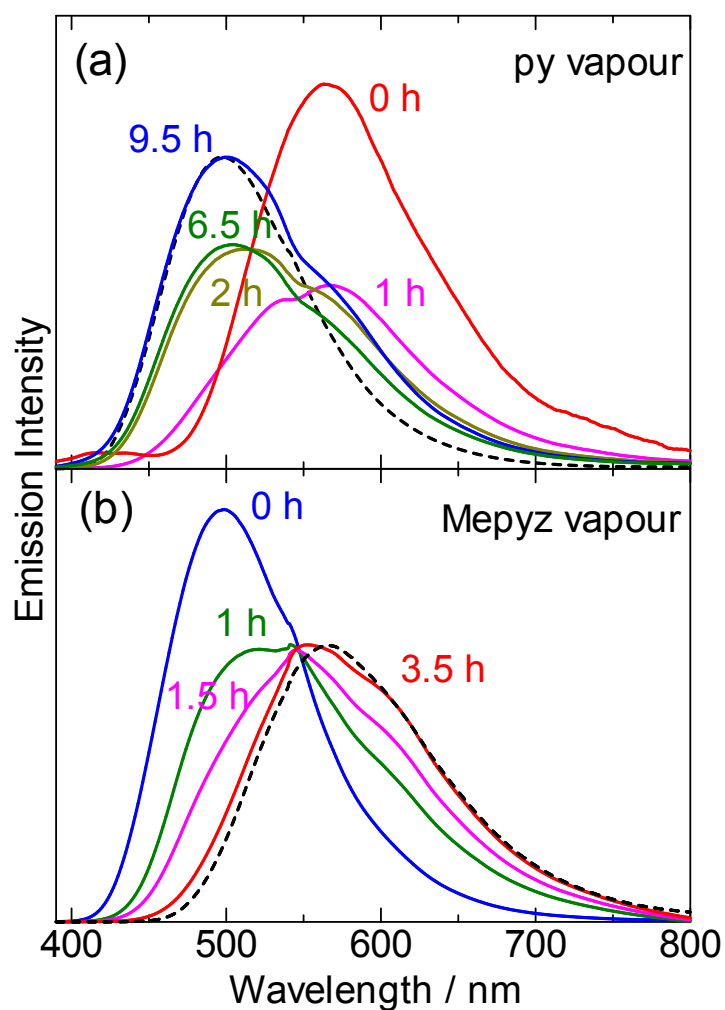 (a)
py vapour
0 h
9.5 h
6.5 h
2 h
1 h
Emission Intensity
(b)
Mepyz vapour
0 h
1 h
1.5 h
3.5 h
400 500 600 700 800
Wavelength / nm